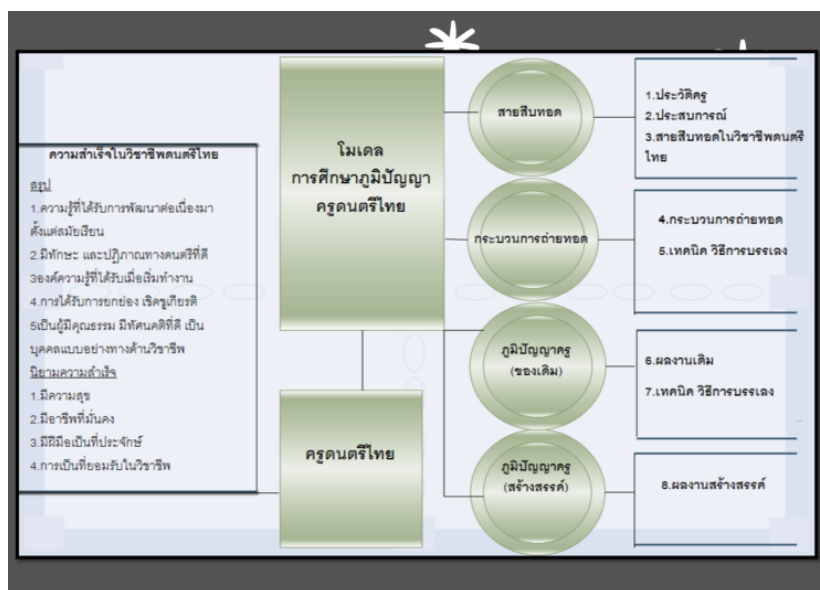 ความสำเร็จในวิชาชีพดนตรีไทย
สรุป
1.ความรู้ที่ได้รับการพัฒนาต่อเนื่องมา
ตั้งแต่สมัยเรียน
2.มีทักษะ และปฏิภาณทางดนตรีที่ดี
3องค์ความรู้ที่ได้รับเมื่อเริ่มทำงาน
4.การได้รับการยกย่อง เชิดชูเกียรติ
5เป็นผู้มีคุณธรรม มีทัศนคติที่ดี เป็น
บุคคลแบบอย่างทางด้านวิชาชีพ
นิยามความสำเร็จ
1.มีความสุข
2.มีอาชีพที่มั่นคง
3.มีฝีมือเป็นที่ประจักษ์
4.การเป็นที่ยอมรับในวิชาชีพ
โมเดล
การศึกษาภูมิปัญญา
ครูดนตรีไทย
ครูดนตรีไทย
สายสืบทอด
1.ประวัติครู
2.ประสบการณ์
3.สายสืบทอดในวิชาชีพดนตรี
ไทย
กระบวนการถ่ายทอด
4.กระบวนการถ่ายทอด
5.เทคนิค วิธีการบรรเลง
ภูมิปัญญาครู
(ของเดิม)
6.ผลงานเดิม
7.เทคนิค วิธีการบรรเลง
ภูมิปัญญาครู
(สร้างสรรค์)
8.ผลงานสร้างสรรค์